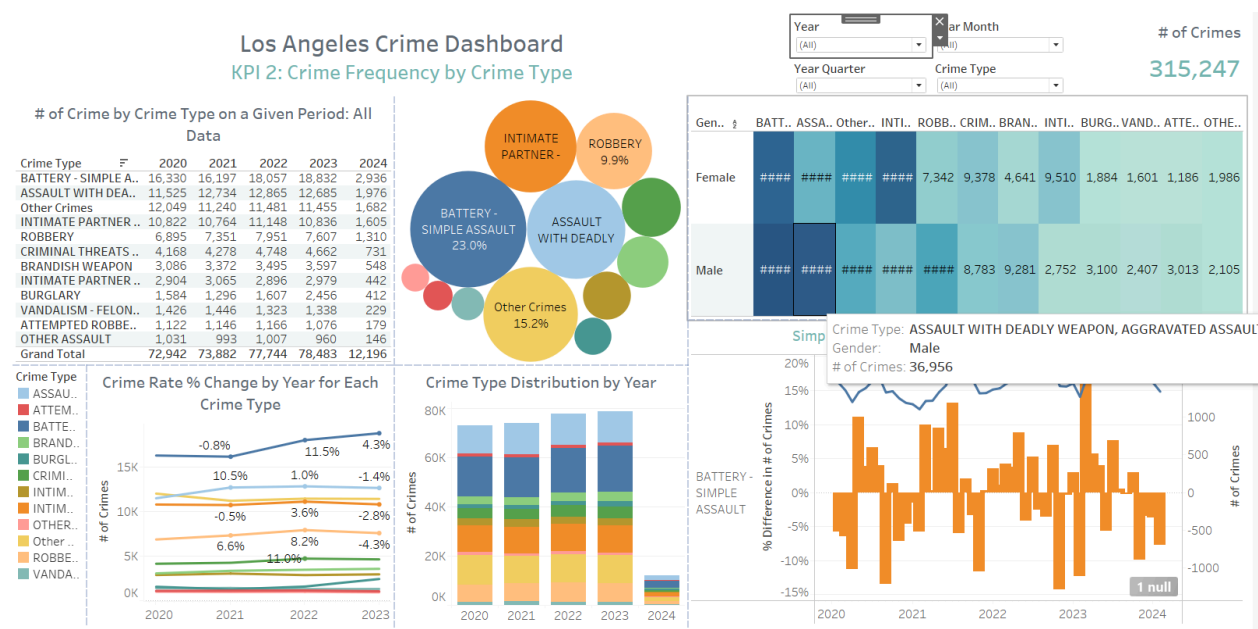 Los Angeles Crime Dashboard
KPI 2: Crime Frequency by Crime Type
Year
(All)
ar Month
(All)
Year Quarter
(All)
Crime Type
(All)
# of Crimes
315,247
# of Crime by Crime Type on a Given Period: All
Data
Crime Type 2020 2021 2022 2023 2024
BATTERY - SIMPLE A.. 16,330 16,197 18,057 18,832 2,936
ASSAULT WITH DEA.. 11,525 12,734 12,865 12,685 1,976
Other Crimes 12,049 11,240 11,481 11,455 1,682
INTIMATE PARTNER .. 10,822 10,764 11,148 10,836 1,605
ROBBERY 6,895 7,351 7,951 7,607 1,310
CRIMINAL THREATS .. 4,168 4,278 4,748 4,662 731
BRANDISH WEAPON 3,086 3,372 3,495 3,597 548
INTIMATE PARTNER .. 2,904 3,065 2,896 2,979 442
BURGLARY 1,584 1,296 1,607 2,456 412
VANDALISM - FELON.. 1,426 1,446 1,323 1,338 229
ATTEMPTED ROBBE.. 1,122 1,146 1,166 1,076 179
OTHER ASSAULT 1,031 993 1,007 960 146
Grand Total 72,942 73,882 77,744 78,483 12,196
INTIMATE
PARTNER -
ROBBERY
9.9%
BATTERY -
SIMPLE ASSAULT
23.0%
ASSAULT
WITH DEADLY
Other Crimes
15.2%
Gen.. BATT.. ASSA.. Other.. INTI.. ROBB.. CRIM.. BRAN.. INTI.. BURG.. VAND.. ATTE.. OTHE..
Female #### #### #### #### 7,342 9,378 4,641 9,510 1,884 1,601 1,186 1,986
Male #### #### #### #### #### 8,783 9,281 2,752 3,100 2,407 3,013 2,105
Crime Type: ASSAULT WITH DEADLY WEAPON, AGGRAVATED ASSAUL
Gender: Male
# of Crimes: 36,956
Crime Type
ASSAU..
ATTEM..
BATTE..
BRAND..
BURGL..
CRIMI..
INTIM..
INTIM..
OTHER..
Other ..
ROBBE..
VANDA..
Crime Rate % Change by Year for Each
Crime Type
# of Crimes
15K
10K
5K
0K
-0.8%
11.5%
4.3%
10.5%
1.0%
-1.4%
-0.5%
3.6%
-2.8%
6.6%
8.2%
-4.3%
11.0%
2020 2021 2022 2023
Crime Type Distribution by Year
# of Crimes
80K
60K
40K
20K
0K
2020 2021 2022 2023 2024
Simp
BATTERY -
SIMPLE
ASSAULT
% Difference in # of Crimes
20%
15%
10%
5%
0%
-5%
-10%
-15%
1000
500
0
-500
-1000
# of Crimes
1 null
2020 2021 2022 2023 2024